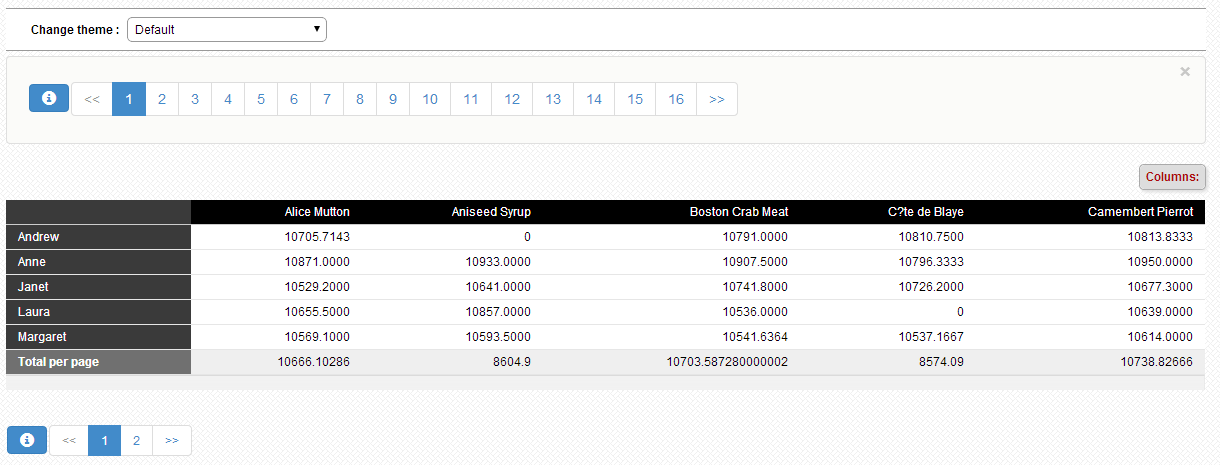 Change theme : Default
<< 1 2 3 4 5 6 7 8 9 10 11 12 13 14 15 16 >>
Columns:
Alice Mutton Aniseed Syrup Boston Crab Meat C?te de Blaye Camembert Pierrot
Andrew 10705.7143 0 10791.0000 10810.7500 10813.8333
Anne 10871.0000 10933.0000 10907.5000 10796.3333 10950.0000
Janet 10529.2000 10641.0000 10741.8000 10726.2000 10677.3000
Laura 10655.5000 10857.0000 10536.0000 0 10639.0000
Margaret 10569.1000 10593.5000 10541.6364 10537.1667 10614.0000
Total per page 10666.10286 8604.9 10703.587280000002 8574.09 10738.82666
<< 1 2 >>